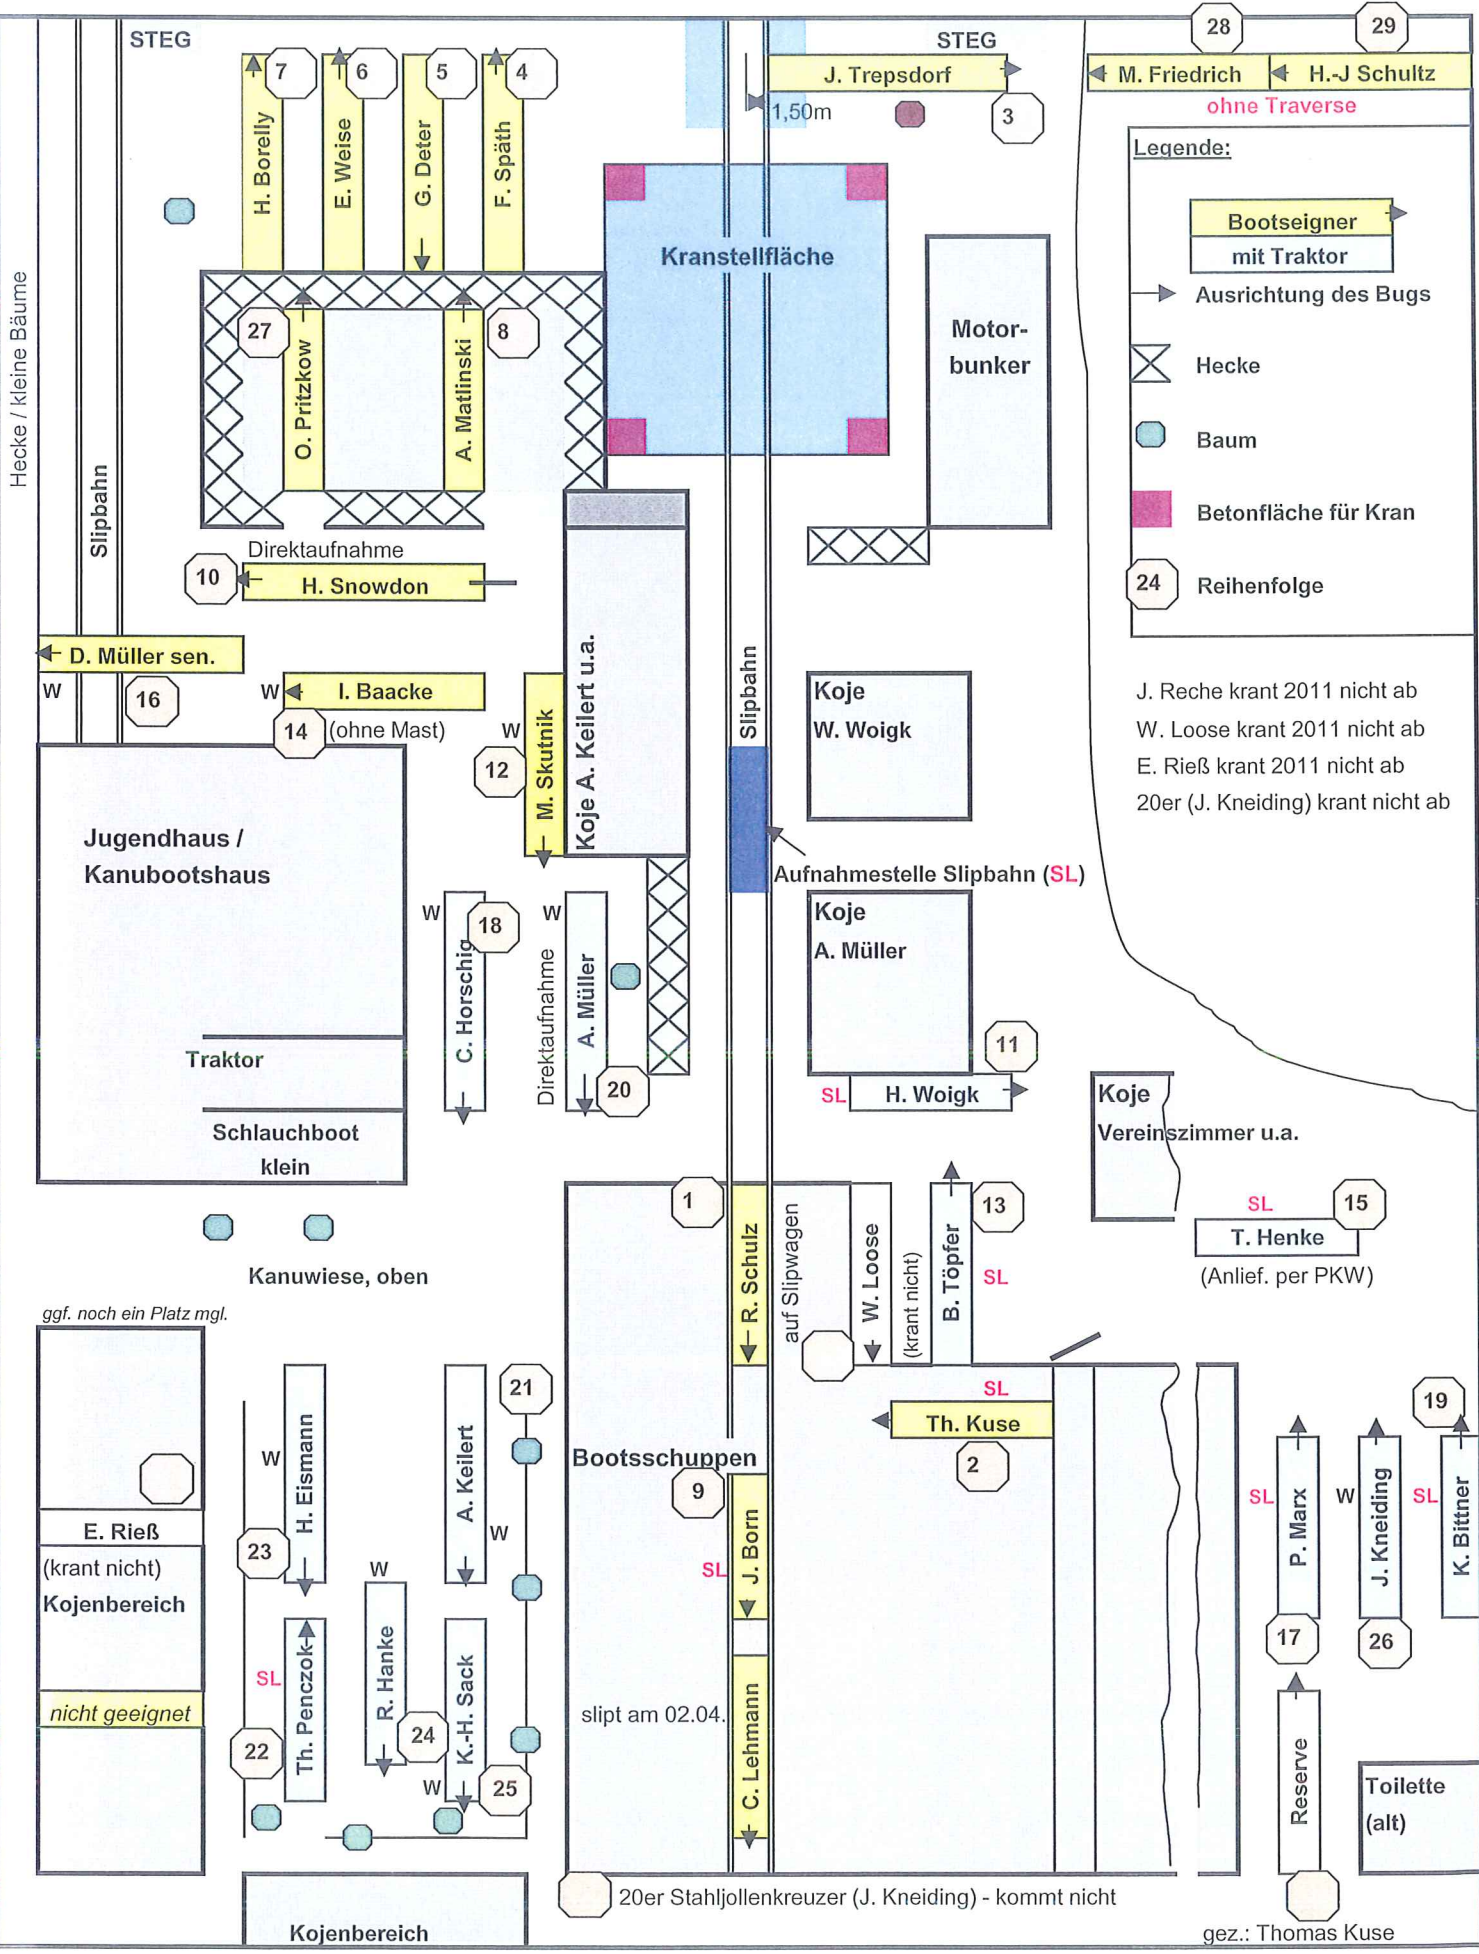 28
29
STEG
STEG
7
6
5
4
J. Trepsdorf
M. Friedrich
H.-J Schultz
ohne Traverse
1,50m
3
H. Borelly
E. Weise
G. Deter
F. Späth
Legende:
Bootseigner
mit Traktor
Ausrichtung des Bugs
Hecke
Baum
Betonfläche für Kran
24
Reihenfolge
Kranstellfläche
Motor-
bunker
Hecke / kleine Bäume
Slipbahn
27
8
O. Pritzkow
A. Matlinski
Direktaufnahme
10
H. Snowdon
D. Müller sen.
W
16
W
I. Baacke
14
(ohne Mast)
W
12
M. Skutnik
Koje A. Keilert u.a.
Slipbahn
Koje
W. Woigk
J. Reche krant 2011 nicht ab
W. Loose krant 2011 nicht ab
E. Rieß krant 2011 nicht ab
20er (J. Kneiding) krant nicht ab
Jugendhaus /
Kanubootshaus
Aufnahmestelle Slipbahn (SL)
W
18
C. Horschig
W
Direktaufnahme
A. Müller
20
Koje
A. Müller
11
SL
H. Woigk
Traktor
Schlauchboot
klein
Koje
Vereinszimmer u.a.
SL
15
T. Henke
(Anlief. per PKW)
1
R. Schulz
auf Slipwagen
W. Loose
(krant nicht)
B. Töpfer
13
SL
Kanuwiese, oben
ggf. noch ein Platz mgl.
21
SL
Th. Kuse
2
19
W
H. Eismann
A. Keilert
W
23
Bootsschuppen
9
SL
J. Born
SL
P. Marx
W
J. Kneiding
SL
K. Bittner
E. Rieß
(krant nicht)
Kojenbereich
W
R. Hanke
17
26
SL
Th. Penczok
K.-H. Sack
nicht geeignet
22
24
W
25
slipt am 02.04.
C. Lehmann
Reserve
Toilette
(alt)
20er Stahljollenkreuzer (J. Kneiding) - kommt nicht
Kojenbereich
gez.: Thomas Kuse